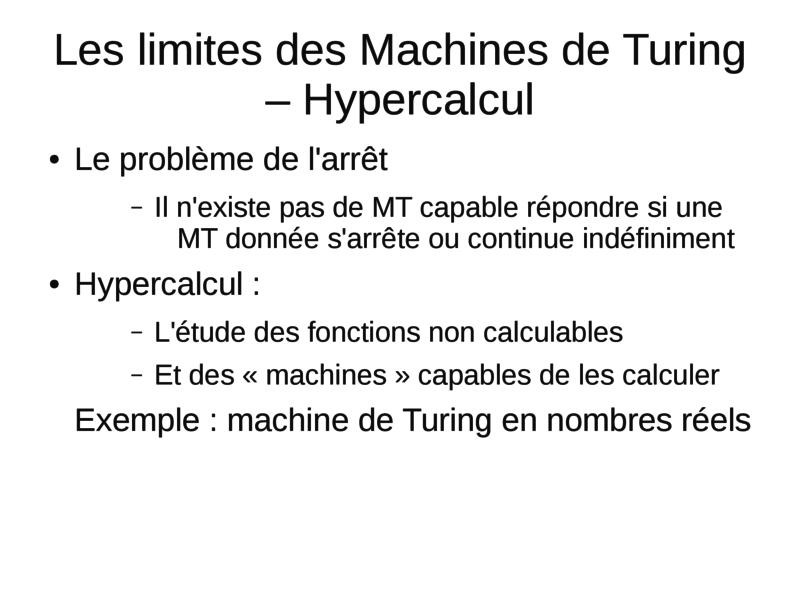 Les limites des Machines de Turing
– Hypercalcul
• Le problème de l'arrêt
– Il n'existe pas de MT capable répondre si une
MT donnée s'arrête ou continue indéfiniment
• Hypercalcul :
– L'étude des fonctions non calculables
– Et des « machines » capables de les calculer
Exemple : machine de Turing en nombres réels